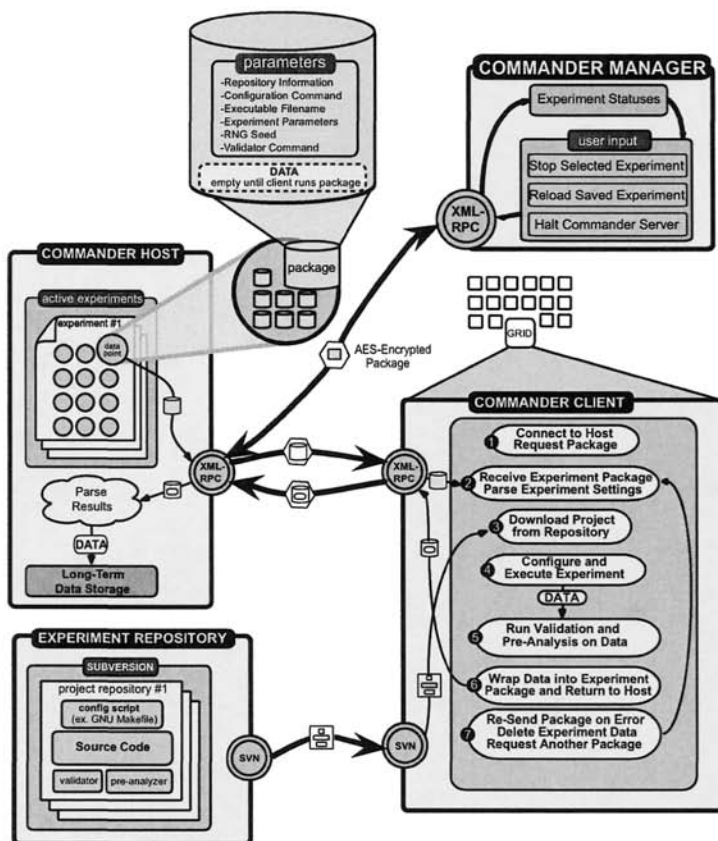 parameters
-Repository Information
-Configuration Command
-Executable Filename
-Experiment Parameters
-RNG Seed
-Validator Command
DATA
empty until client runs package
package
COMMANDER MANAGER
Experiment Statuses
user input
Stop Selected Experiment
Reload Saved Experiment
Halt Commander Server
XML-
RPC
COMMANDER HOST
active experiments
experiment #1
data
point
XML-
RPC
Parse
Results
DATA
Long-Term
Data Storage
AES-Encrypted
Package
GRID
COMMANDER CLIENT
XML-
RPC
1 Connect to Host
Request Package
2 Receive Experiment Package
Parse Experiment Settings
3 Download Project
from Repository
4 Configure and
Execute Experiment
DATA
5 Run Validation and
Pre-Analysis on Data
6 Wrap Data into Experiment
Package and Return to Host
7 Re-Send Package on Error
Delete Experiment Data
Request Another Package
EXPERIMENT REPOSITORY
SUBVERSION
project repository #1
config script
(ex. GNU Makefile)
Source Code
validator
pre-analyzer
SVN
SVN